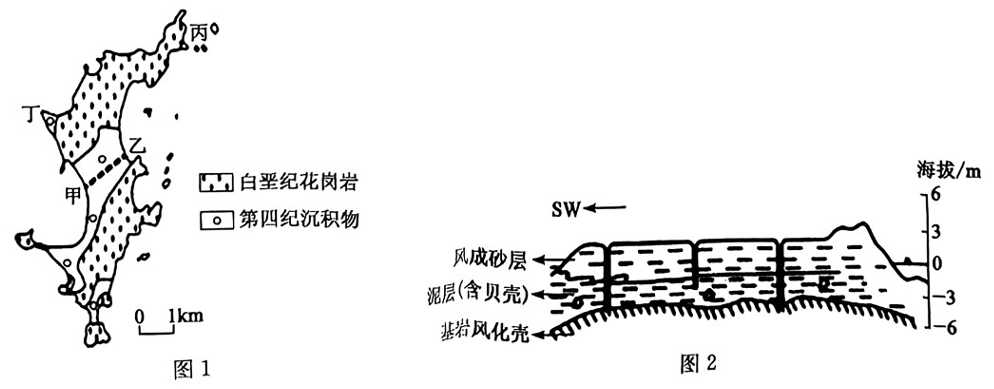 丙
丁
乙
甲
白垩纪花岗岩
第四纪沉积物
0 1km
图1
海拔/m
6
3
0
-3
-6
SW
风成砂层
泥层(含贝壳)
基岩风化壳
图2